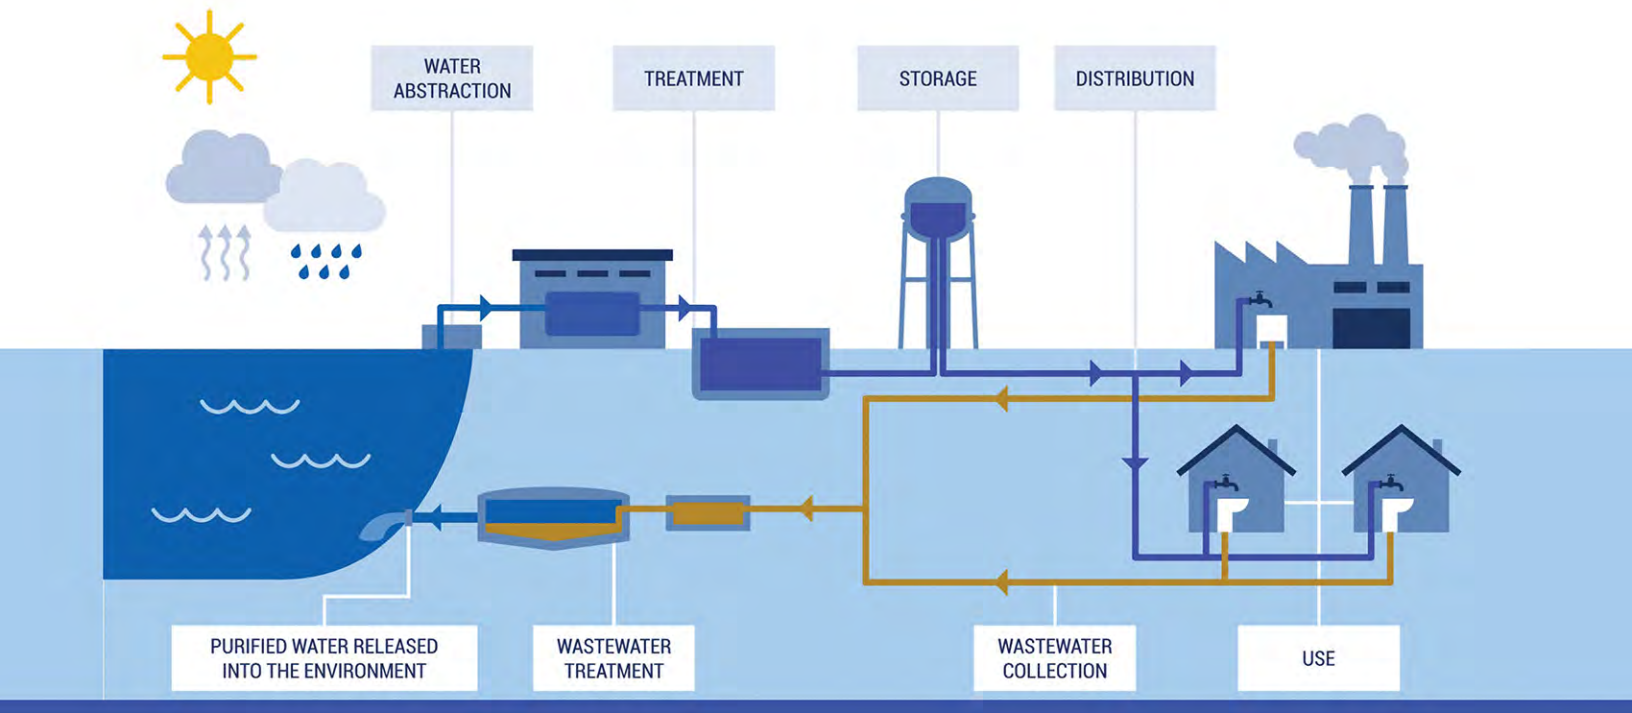 WATER
ABSTRACTION
TREATMENT
STORAGE
DISTRIBUTION
PURIFIED WATER RELEASED
INTO THE ENVIRONMENT
WASTEWATER
TREATMENT
WASTEWATER
COLLECTION
USE